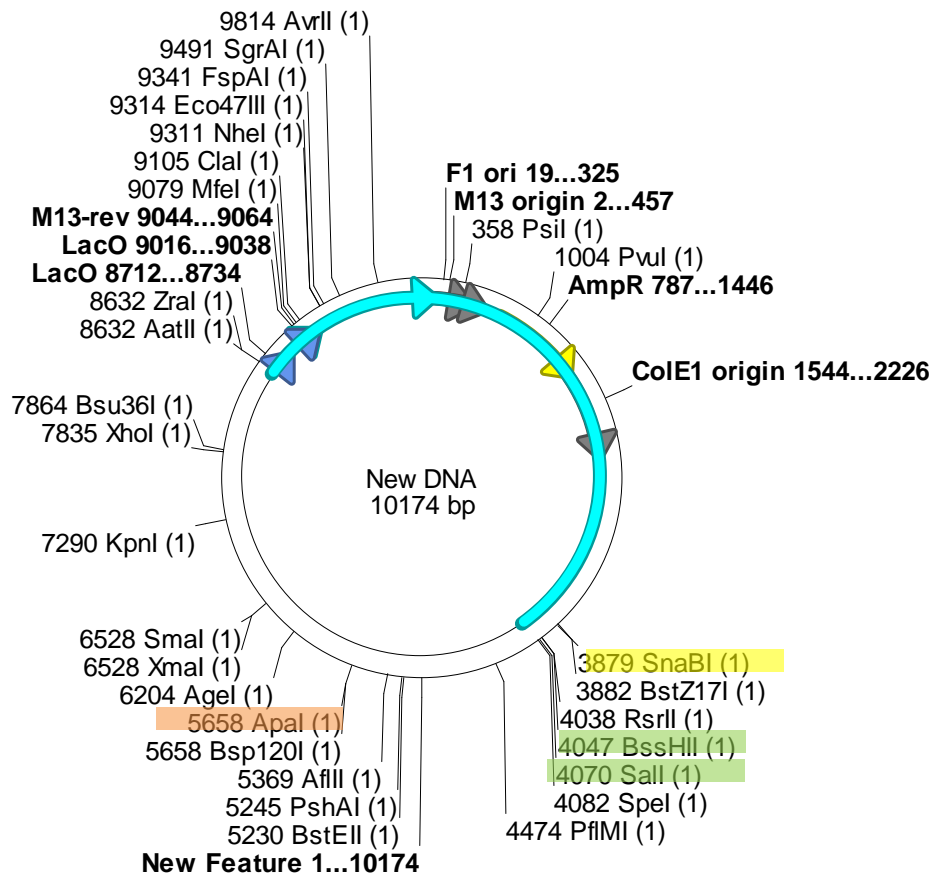 9814 AvrII (1)
9491 SgrAI (1)
9341 FspAI (1)
9314 Eco47III (1)
9311 NheI (1)
9105 ClaI (1)
9079 MfeI (1)
M13-rev 9044...9064
LacO 9016...9038
LacO 8712...8734
8632 ZraI (1)
8632 AatII (1)
7864 Bsu36I (1)
7835 XhoI (1)
7290 KpnI (1)
6528 SmaI (1)
6528 XmaI (1)
6204 AgeI (1)
5658 ApaI (1)
5658 Bsp120I (1)
5369 AflII (1)
5245 PshAI (1)
5230 BstEII (1)
New Feature 1...10174
F1 ori 19...325
M13 origin 2...457
358 PsiI (1)
1004 PvuI (1)
AmpR 787...1446
ColE1 origin 1544...2226
New DNA
10174 bp
3879 SnaBI (1)
3882 BstZ17I (1)
4038 RsrII (1)
4047 BssHII (1)
4070 SalI (1)
4082 SpeI (1)
4474 PflMI (1)